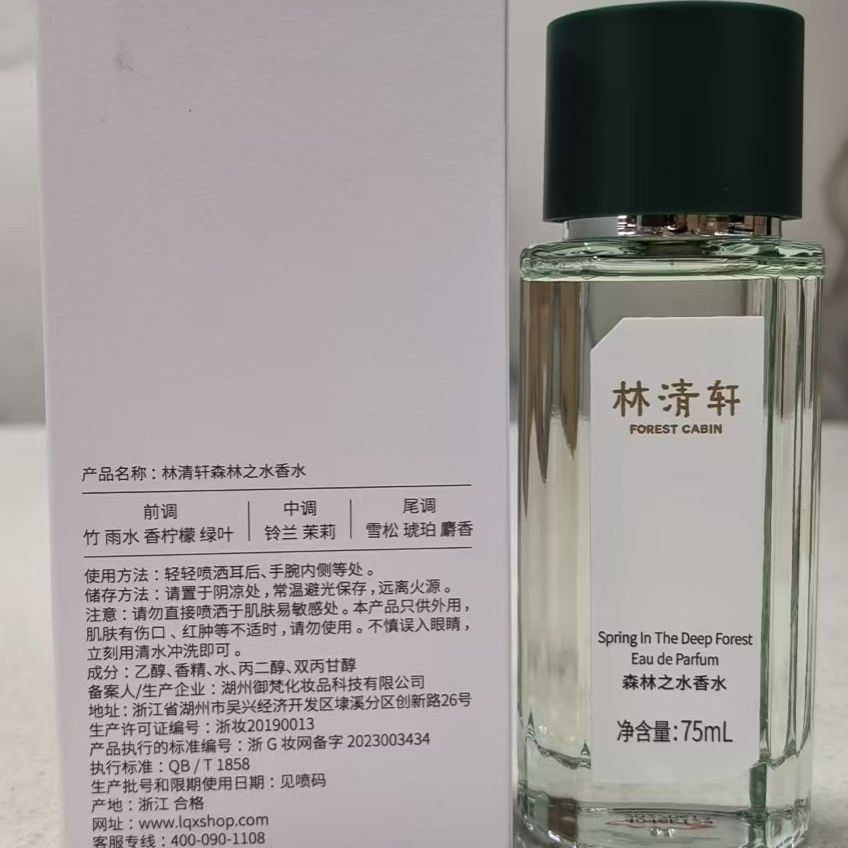 产品名称：林清轩森林之水香水
前调
竹 雨水 香柠檬 绿叶
中调
铃兰 茉莉
尾调
雪松 琥珀 麝香
使用方法：轻轻喷洒耳后、手腕内侧等处。
储存方法：请置于阴凉处，常温避光保存，远离火源。
注意：请勿直接喷洒于肌肤易敏感处。本产品只供外用，
肌肤有伤口、红肿等不适时，请勿使用。不慎误入眼睛，
立刻用清水冲洗即可。
成分：乙醇、香精、水、丙二醇、双丙甘醇
备案人/生产企业：湖州御梵化妆品科技有限公司
地址：浙江省湖州市吴兴经济开发区埭溪分区创新路26号
生产许可证编号：浙妆20190013
产品执行的标准编号：浙 G 妆网备字 2023003434
执行标准：QB / T 1858
生产批号和限期使用日期：见喷码
产地：浙江 合格
网址：www.lqxshop.com
客服专线：400-090-1108
林清轩
FOREST CABIN
Spring In The Deep Forest
Eau de Parfum
森林之水香水
净含量：75mL